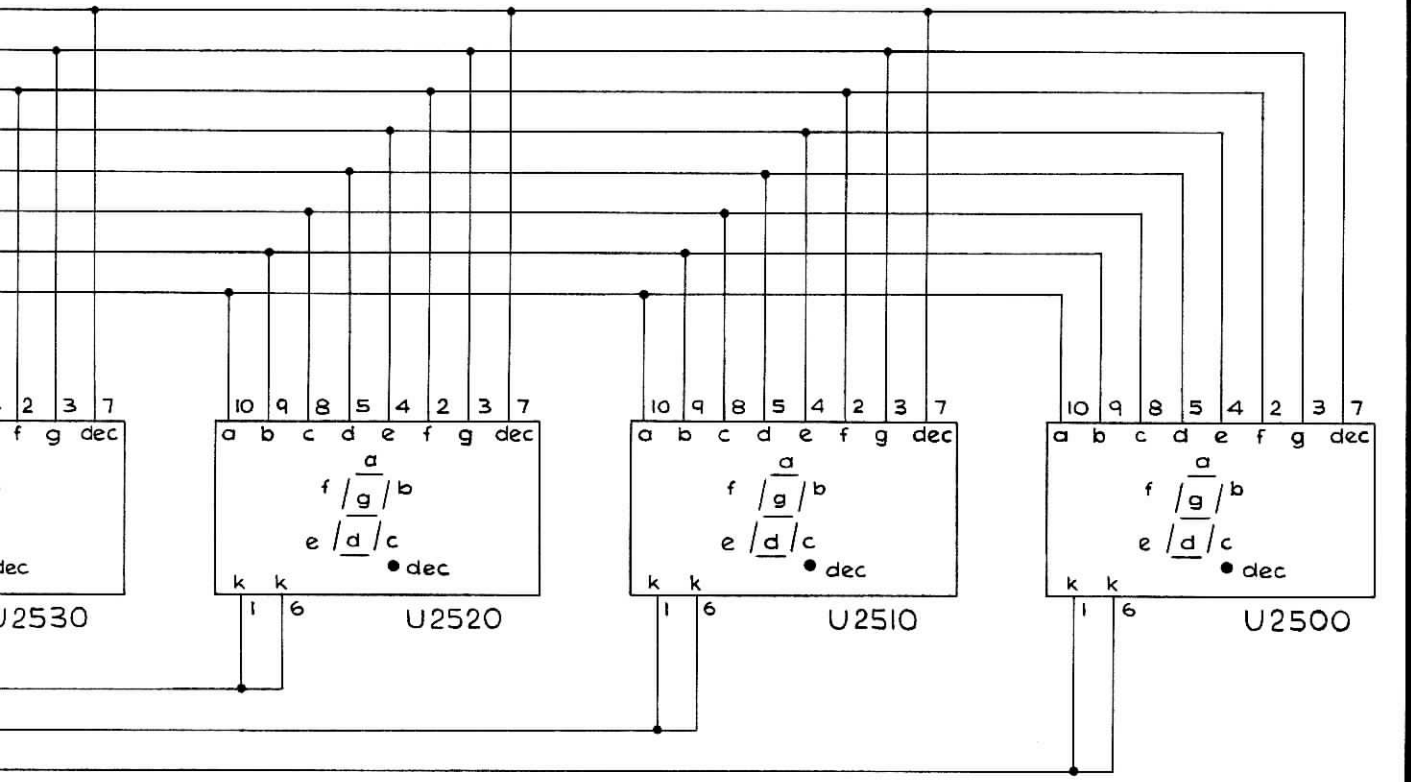 2 3 7 10 9 8 5 4 2 3 7 10 9 8 5 4 2 3 7 10 9 8 5 4 2 3 7
f g dec a b c d e f g dec a b c d e f g dec a b c d e f g dec
a a a
f g b f g b f g b
e d c e d c e d c
dec dec dec dec
k k k k k k
1 6 1 6 1 6
U2530 U2520 U2510 U2500